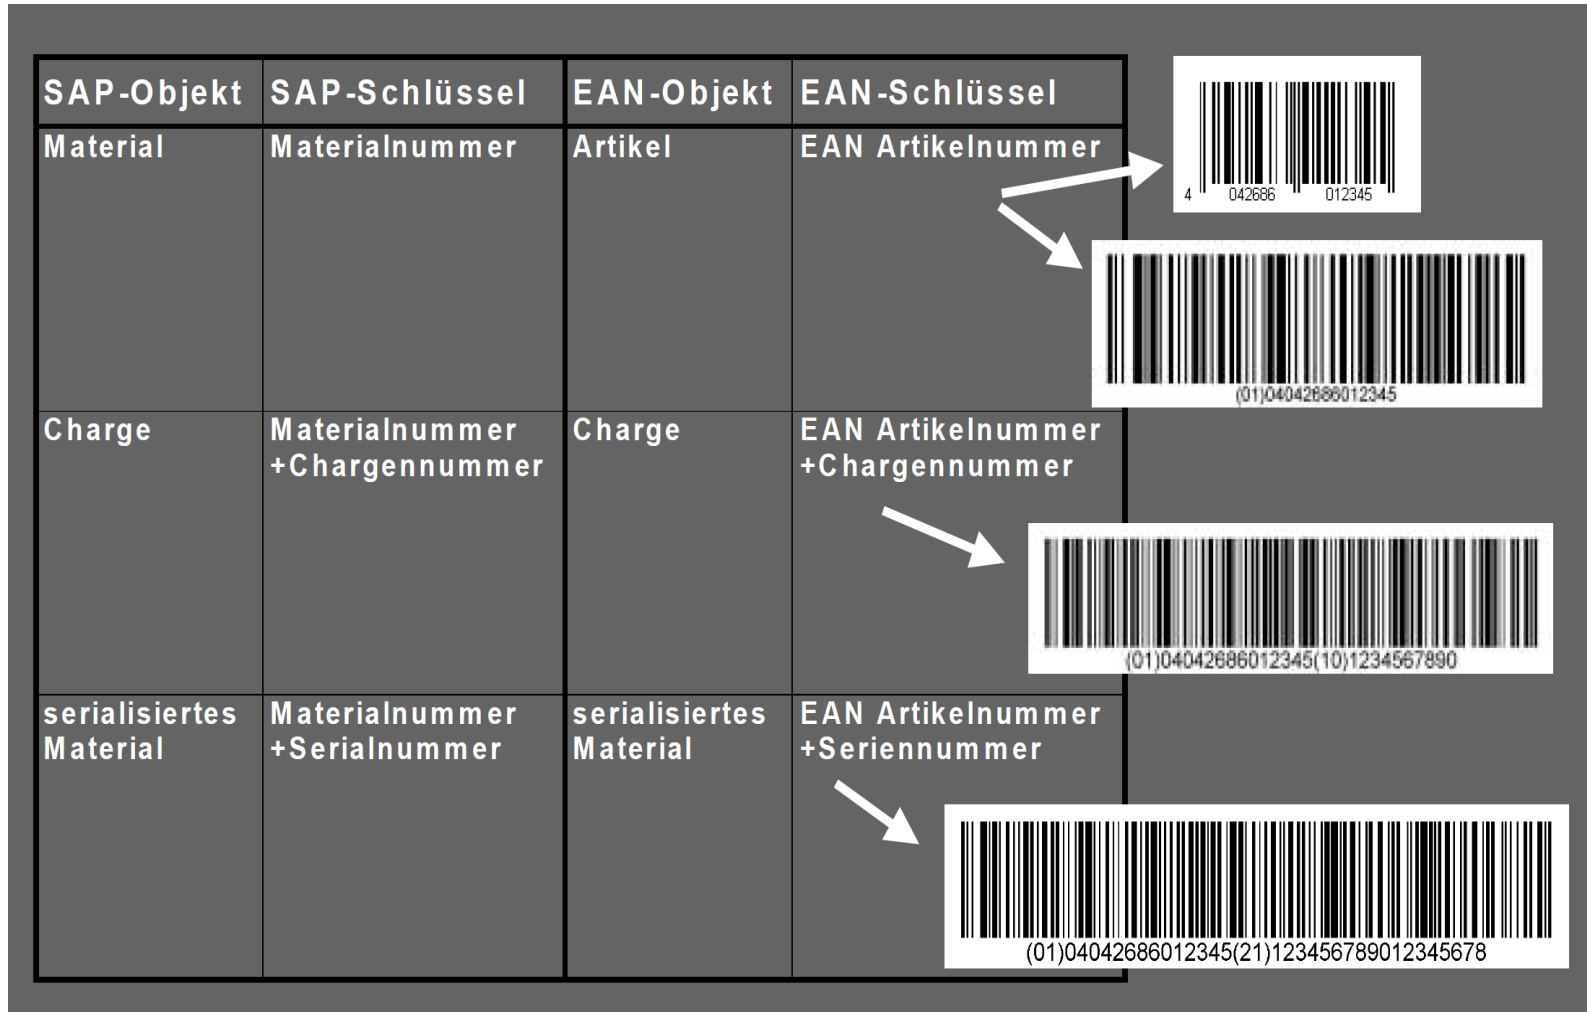 SAP-Objekt SAP-Schlüssel EAN-Objekt EAN-Schlüssel
Material Materialnummer Artikel EAN Artikelnummer
4 042686 012345
(01)04042686012345
Charge Materialnummer Charge EAN Artikelnummer
+Chargennummer +Chargennummer
(01)04042686012345(10)1234567890
serialisiertes Materialnummer serialisiertes EAN Artikelnummer
Material +Serialnummer Material +Seriennummer
(01)04042686012345(21)123456789012345678